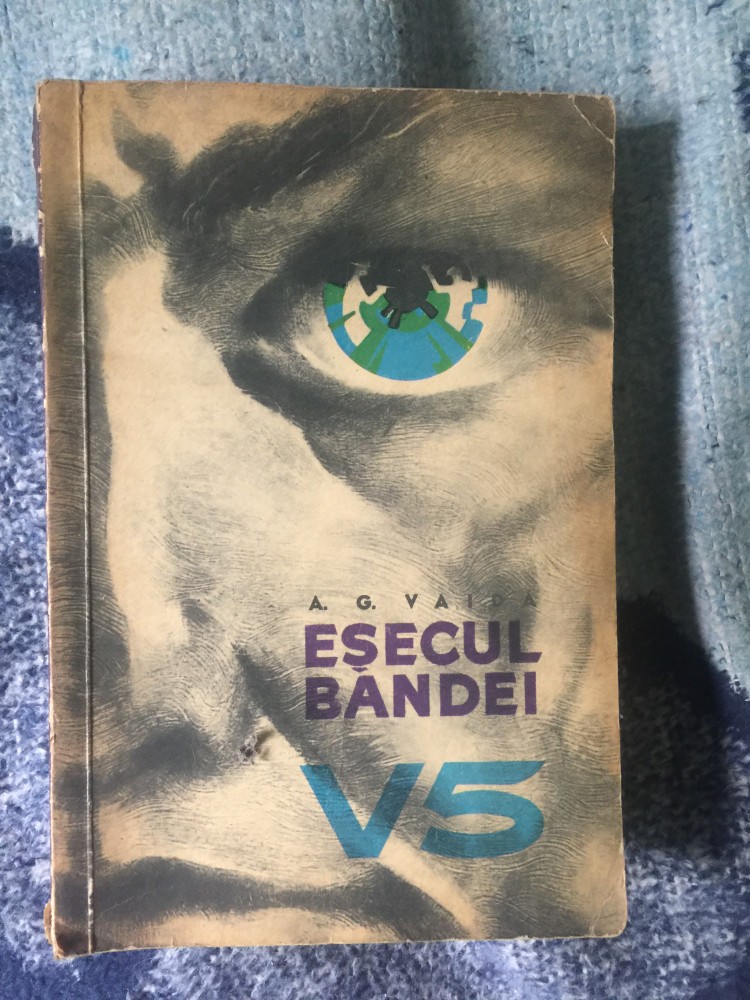 A. G. VAIDA
EȘECUL
BANDEI
V5